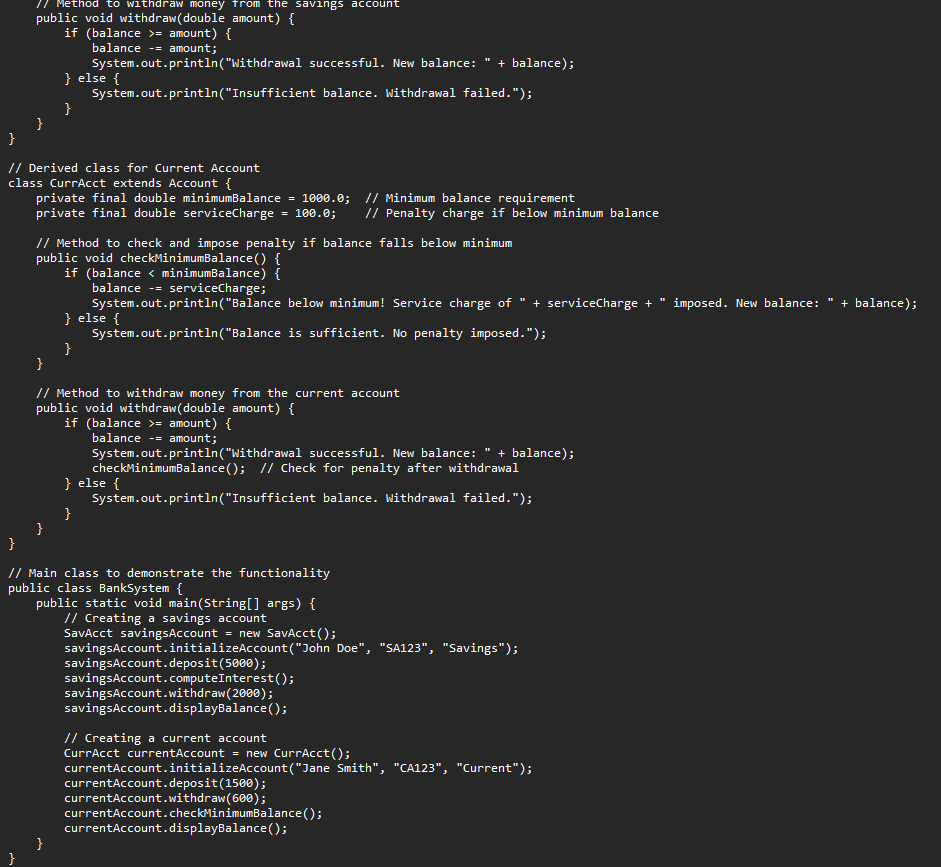 // Method to withdraw money from the savings account
    public void withdraw(double amount) {
        if (balance >= amount) {
            balance -= amount;
            System.out.println("Withdrawal successful. New balance: " + balance);
        } else {
            System.out.println("Insufficient balance. Withdrawal failed.");
        }
    }
}

// Derived class for Current Account
class CurrAcct extends Account {
    private final double minimumBalance = 1000.0;  // Minimum balance requirement
    private final double serviceCharge = 100.0;    // Penalty charge if below minimum balance

    // Method to check and impose penalty if balance falls below minimum
    public void checkMinimumBalance() {
        if (balance < minimumBalance) {
            balance -= serviceCharge;
            System.out.println("Balance below minimum! Service charge of " + serviceCharge + " imposed. New balance: " + balance);
        } else {
            System.out.println("Balance is sufficient. No penalty imposed.");
        }
    }

    // Method to withdraw money from the current account
    public void withdraw(double amount) {
        if (balance >= amount) {
            balance -= amount;
            System.out.println("Withdrawal successful. New balance: " + balance);
            checkMinimumBalance();  // Check for penalty after withdrawal
        } else {
            System.out.println("Insufficient balance. Withdrawal failed.");
        }
    }
}

// Main class to demonstrate the functionality
public class BankSystem {
    public static void main(String[] args) {
        // Creating a savings account
        SavAcct savingsAccount = new SavAcct();
        savingsAccount.initializeAccount("John Doe", "SA123", "Savings");
        savingsAccount.deposit(5000);
        savingsAccount.computeInterest();
        savingsAccount.withdraw(2000);
        savingsAccount.displayBalance();

        // Creating a current account
        CurrAcct currentAccount = new CurrAcct();
        currentAccount.initializeAccount("Jane Smith", "CA123", "Current");
        currentAccount.deposit(1500);
        currentAccount.withdraw(600);
        currentAccount.checkMinimumBalance();
        currentAccount.displayBalance();
    }
}